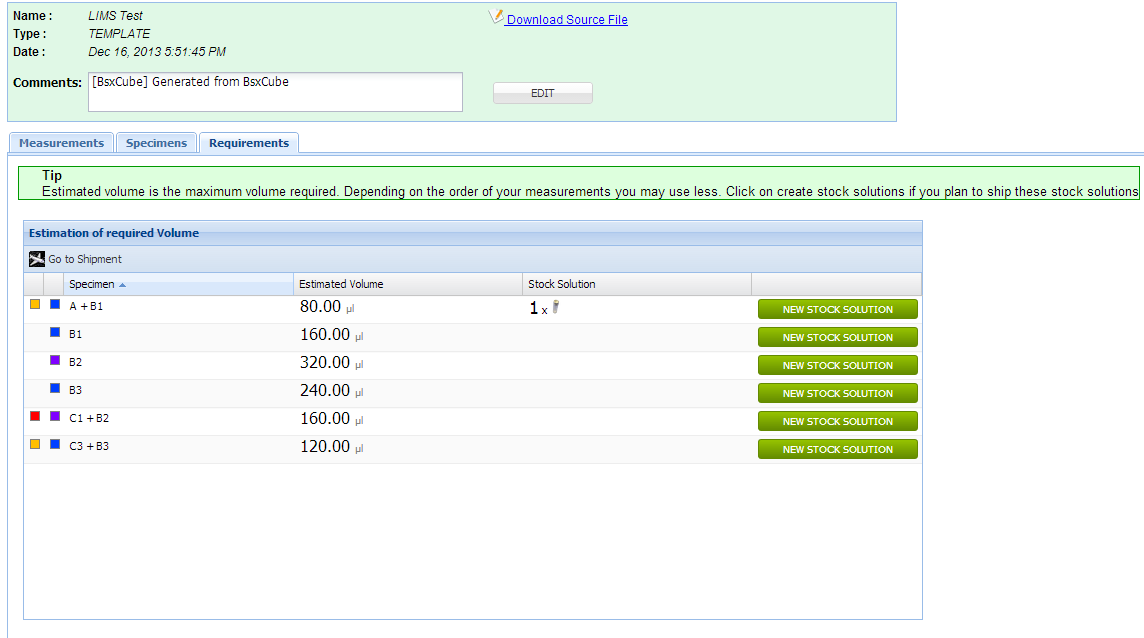 Name : LIMS Test Download Source File
Type : TEMPLATE
Date : Dec 16, 2013 5:51:45 PM
Comments: [BsxCube] Generated from BsxCube
EDIT
Measurements Specimens Requirements
Tip
Estimated volume is the maximum volume required. Depending on the order of your measurements you may use less. Click on create stock solutions if you plan to ship these stock solutions
Estimation of required Volume
Go to Shipment
Specimen Estimated Volume Stock Solution
A + B1 80.00 µl 1 x NEW STOCK SOLUTION
B1 160.00 µl NEW STOCK SOLUTION
B2 320.00 µl NEW STOCK SOLUTION
B3 240.00 µl NEW STOCK SOLUTION
C1 + B2 160.00 µl NEW STOCK SOLUTION
C3 + B3 120.00 µl NEW STOCK SOLUTION